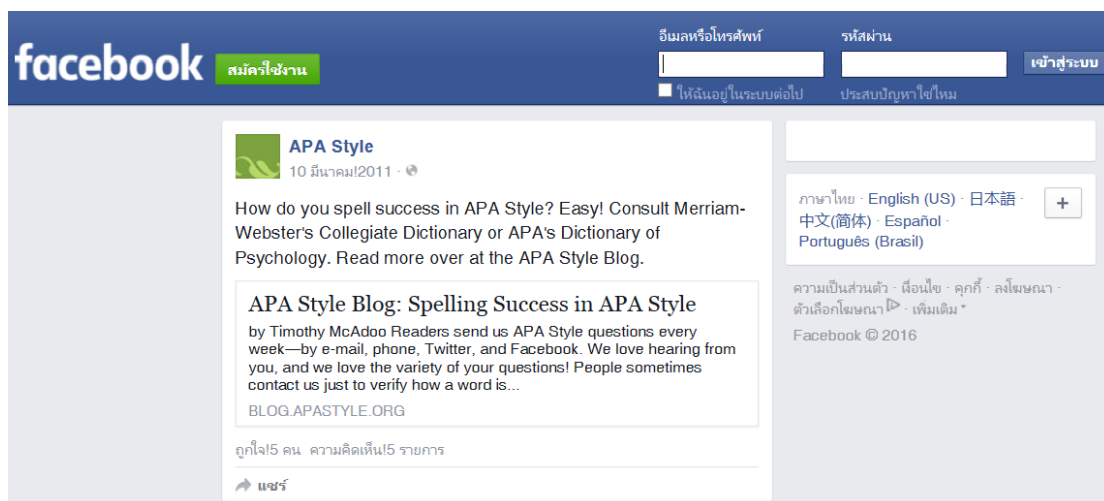 facebook
สมัครใช้งาน
อีเมลหรือโทรศัพท์
รหัสผ่าน
เข้าสู่ระบบ
ให้ฉันอยู่ในระบบต่อไป
ประสบปัญหาใช่ไหม
APA Style
10 มีนาคม!2011 ·
How do you spell success in APA Style? Easy! Consult Merriam-
Webster's Collegiate Dictionary or APA's Dictionary of
Psychology. Read more over at the APA Style Blog.
APA Style Blog: Spelling Success in APA Style
by Timothy McAdoo Readers send us APA Style questions every
week—by e-mail, phone, Twitter, and Facebook. We love hearing from
you, and we love the variety of your questions! People sometimes
contact us just to verify how a word is...
BLOG.APASTYLE.ORG
ถูกใจ!5 คน ความคิดเห็น!5 รายการ
แชร์
ภาษาไทย · English (US) · 日本語 ·
中文(简体) · Español ·
Português (Brasil)
+
ความเป็นส่วนตัว · เงื่อนไข · คุกกี้ · ลงโฆษณา ·
ตัวเลือกโฆษณา · เพิ่มเติม
Facebook © 2016